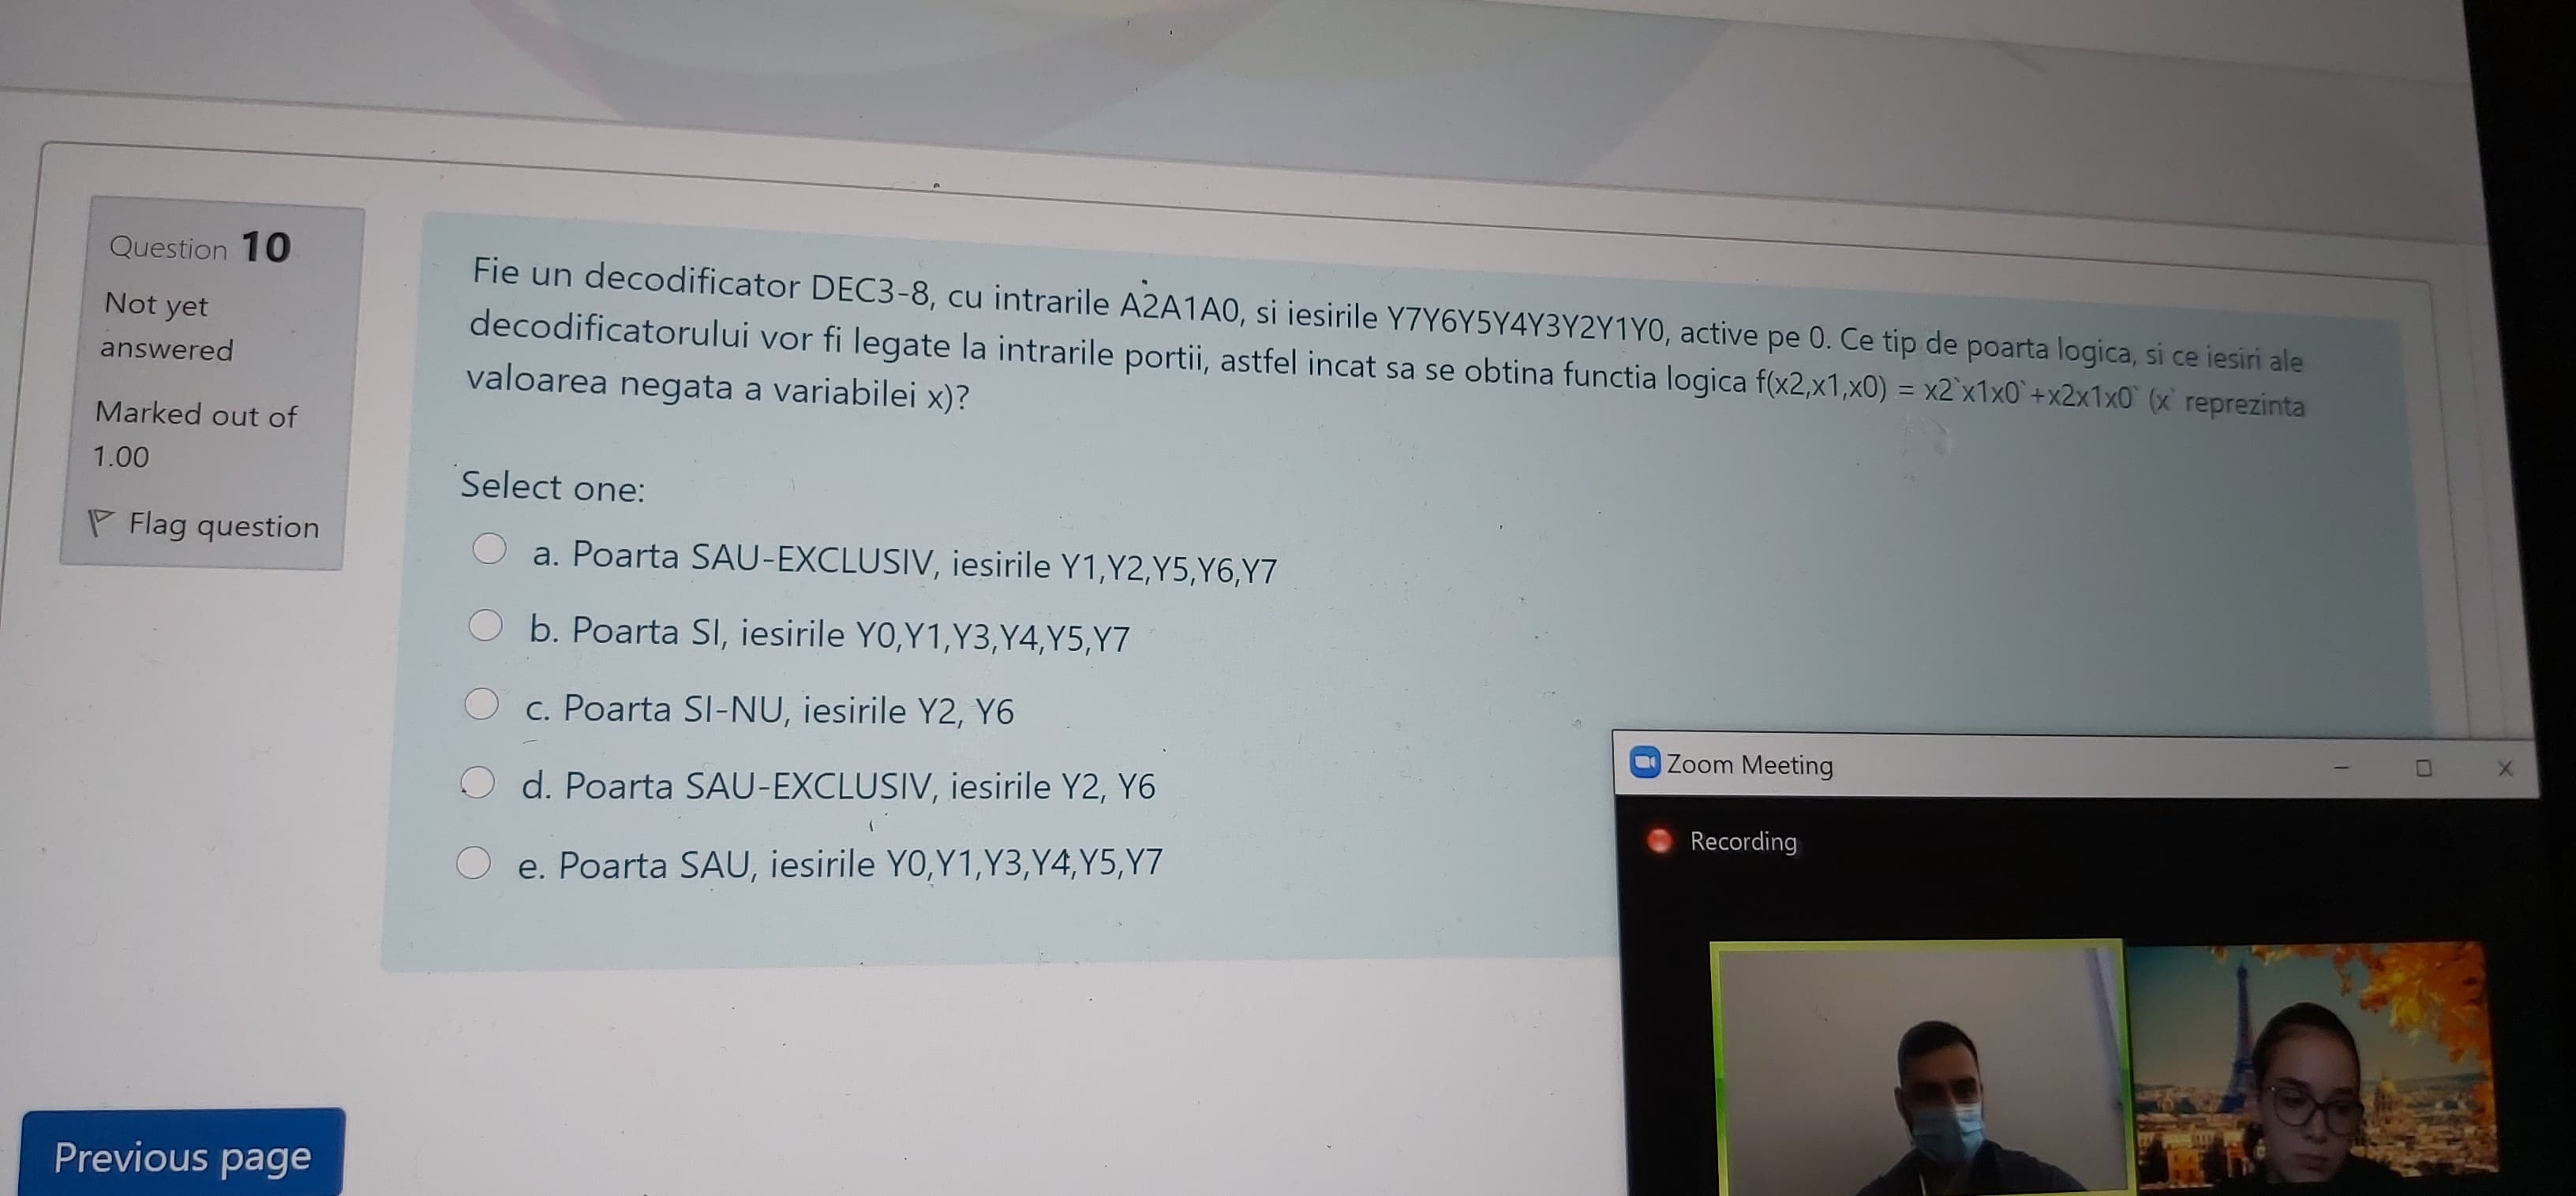 Question 10
Not yet
answered
Marked out of
1.00
Flag question
Fie un decodificator DEC3-8, cu intrarile A2A1A0, si iesirile Y7Y6Y5Y4Y3Y2Y1Y0, active pe 0. Ce tip de poarta logica, si ce iesiri ale
decodificatorului vor fi legate la intrarile portii, astfel incat sa se obtina functia logica f(x2,x1,x0) = x2`x1x0`+x2x1x0` (x` reprezinta
valoarea negata a variabilei x)?
Select one:
a. Poarta SAU-EXCLUSIV, iesirile Y1,Y2,Y5,Y6,Y7
b. Poarta SI, iesirile Y0,Y1,Y3,Y4,Y5,Y7
c. Poarta SI-NU, iesirile Y2, Y6
d. Poarta SAU-EXCLUSIV, iesirile Y2, Y6
e. Poarta SAU, iesirile Y0,Y1,Y3,Y4,Y5,Y7
Zoom Meeting
Recording
Previous page